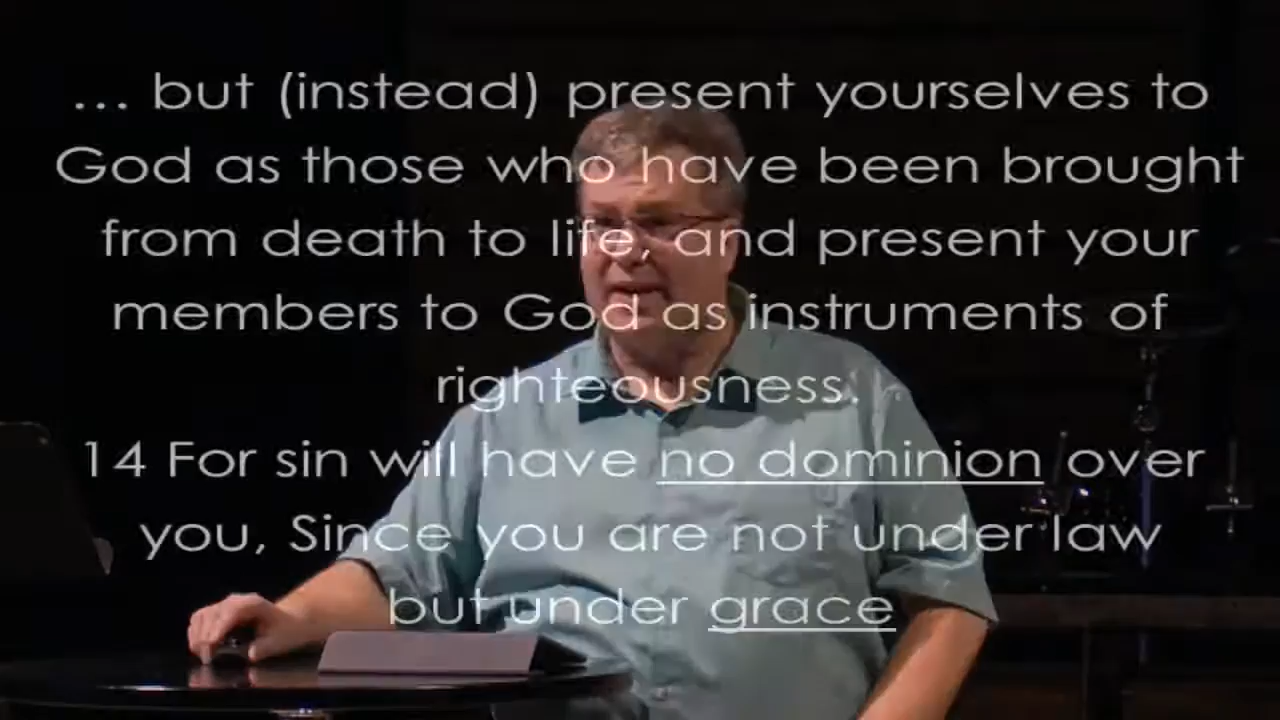 ... but (instead) present yourselves to
God as those who have been brought
from death to life, and present your
members to God as instruments of
righteousness.
14 For sin will have no dominion over
you, Since you are not under law
but under grace